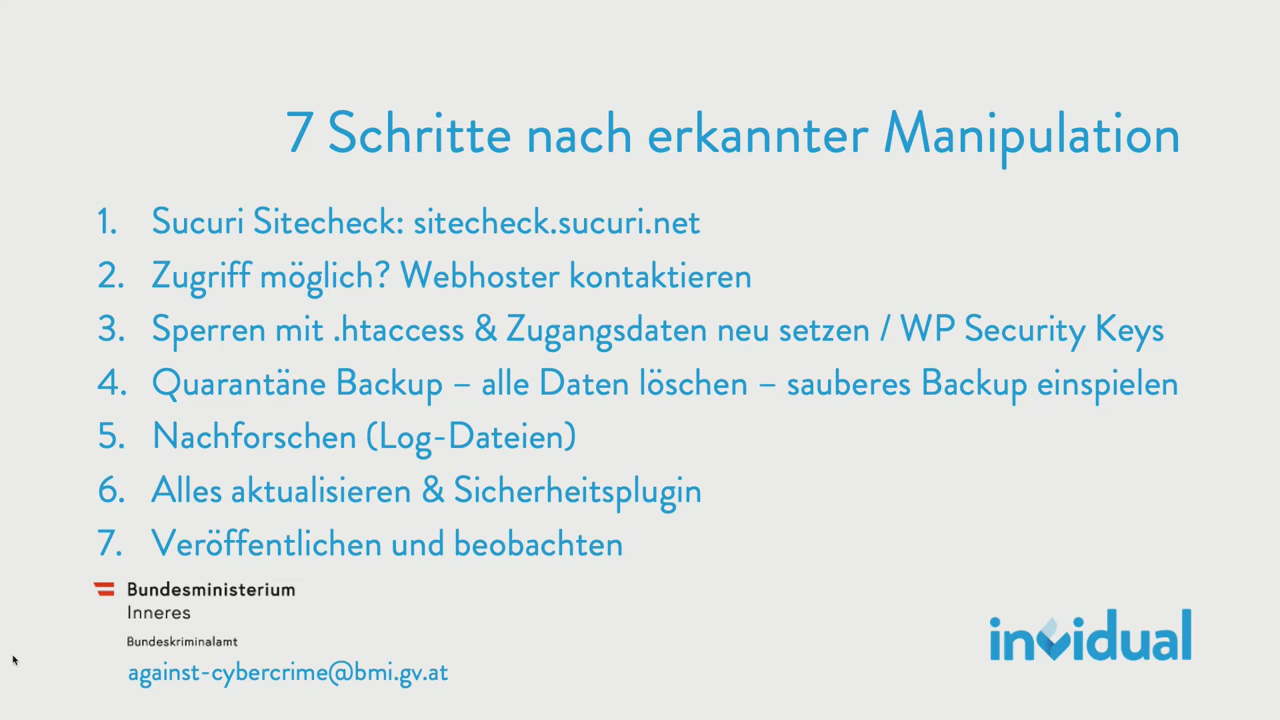 7 Schritte nach erkannter Manipulation
1. Sucuri Sitecheck: sitecheck.sucuri.net
2. Zugriff möglich? Webhoster kontaktieren
3. Sperren mit .htaccess & Zugangsdaten neu setzen / WP Security Keys
4. Quarantäne Backup – alle Daten löschen – sauberes Backup einspielen
5. Nachforschen (Log-Dateien)
6. Alles aktualisieren & Sicherheitsplugin
7. Veröffentlichen und beobachten
Bundesministerium
Inneres
Bundeskriminalamt
against-cybercrime@bmi.gv.at
invidual